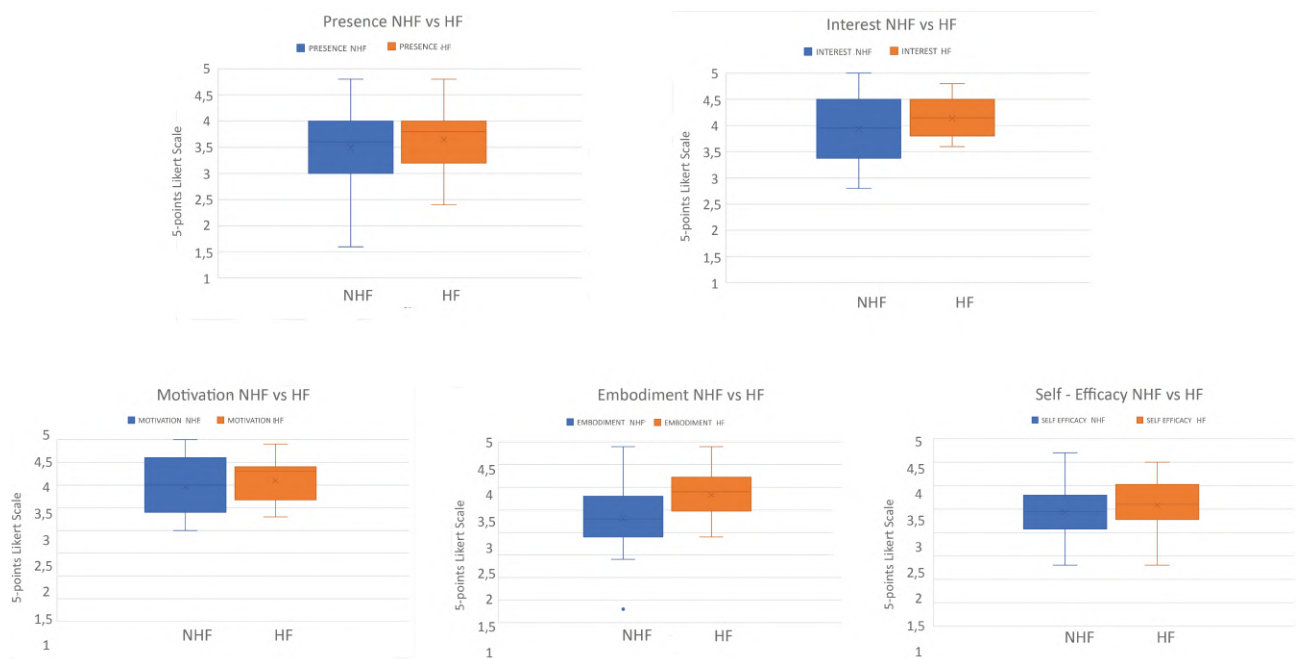 Presence NHF vs HF
PRESENCE NHF PRESENCE HF
5-points Likert Scale
5
4,5
4
3,5
3
2,5
2
1,5
1
NHF HF
Interest NHF vs HF
INTEREST NHF INTEREST HF
5-points Likert Scale
5
4,5
4
3,5
3
2,5
2
1,5
1
NHF HF
Motivation NHF vs HF
MOTIVATION NHF MOTIVATION HF
5-points Likert Scale
5
4,5
4
3,5
3
2,5
2
1,5
1
NHF HF
Embodiment NHF vs HF
EMBODIMENT NHF EMBODIMENT HF
5-points Likert Scale
5
4,5
4
3,5
3
2,5
2
1,5
1
NHF HF
Self - Efficacy NHF vs HF
SELF EFFICACY NHF SELF EFFICACY HF
5-points Likert Scale
5
4,5
4
3,5
3
2,5
2
1,5
1
NHF HF